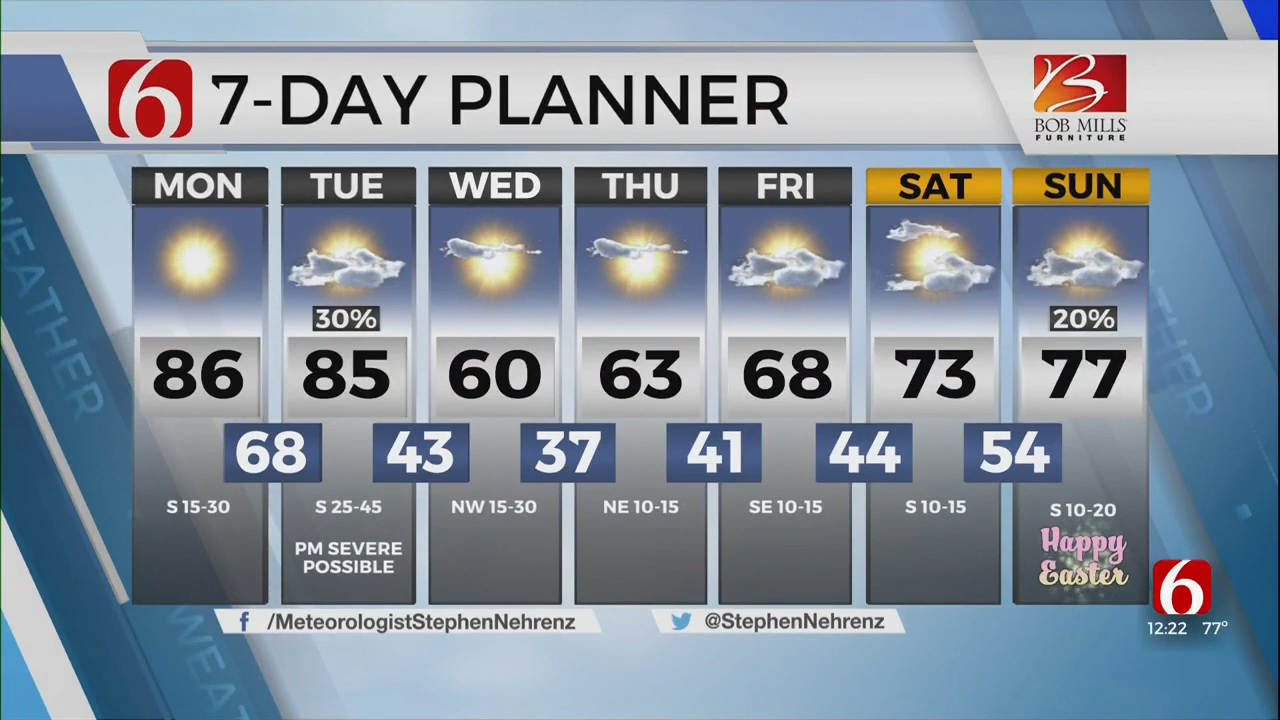 6 7-DAY PLANNER
B
BOB MILLS
FURNITURE
MON TUE WED THU FRI SAT SUN
30% 20%
86 85 60 63 68 73 77
68 43 37 41 44 54
S 15-30 S 25-45 NW 15-30 NE 10-15 SE 10-15 S 10-15 S 10-20
PM SEVERE
POSSIBLE
Happy
Easter
/MeteorologistStephenNehrenz @StephenNehrenz
6
12:22 77°
WEATHER
WEAT